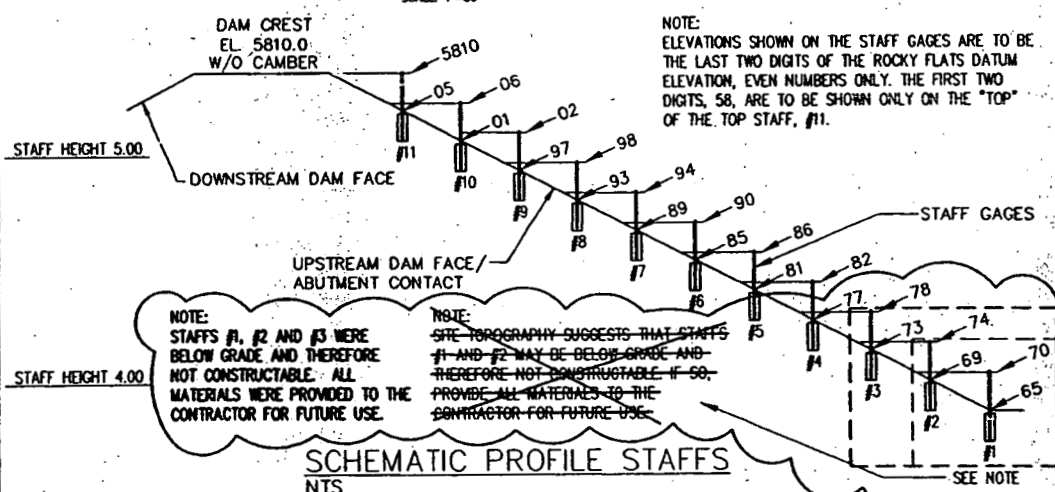 DAM CREST
EL. 5810.0
W/O CAMBER
5810
05
06
#11
01
02
#10
97
98
#9
93
94
#8
89
90
#7
85
86
#6
81
82
#5
77
78
#4
73
74
#3
69
70
#2
65
#1
NOTE:
ELEVATIONS SHOWN ON THE STAFF GAGES ARE TO BE
THE LAST TWO DIGITS OF THE ROCKY FLATS DATUM
ELEVATION, EVEN NUMBERS ONLY. THE FIRST TWO
DIGITS, 58, ARE TO BE SHOWN ONLY ON THE "TOP"
OF THE TOP STAFF, #11.
STAFF HEIGHT 5.00
DOWNSTREAM DAM FACE
STAFF GAGES
UPSTREAM DAM FACE/
ABUTMENT CONTACT
NOTE:
STAFFS #1, #2 AND #3 WERE
BELOW GRADE AND THEREFORE
NOT CONSTRUCTABLE. ALL
MATERIALS WERE PROVIDED TO THE
CONTRACTOR FOR FUTURE USE.
NOTE:
SITE TOPOGRAPHY SUGGESTS THAT STAFFS
#1 AND #2 MAY BE BELOW GRADE AND
THEREFORE NOT CONSTRUCTABLE. IF SO,
PROVIDE ALL MATERIALS TO THE
CONTRACTOR FOR FUTURE USE.
STAFF HEIGHT 4.00
SEE NOTE
SCHEMATIC PROFILE STAFFS
NTS